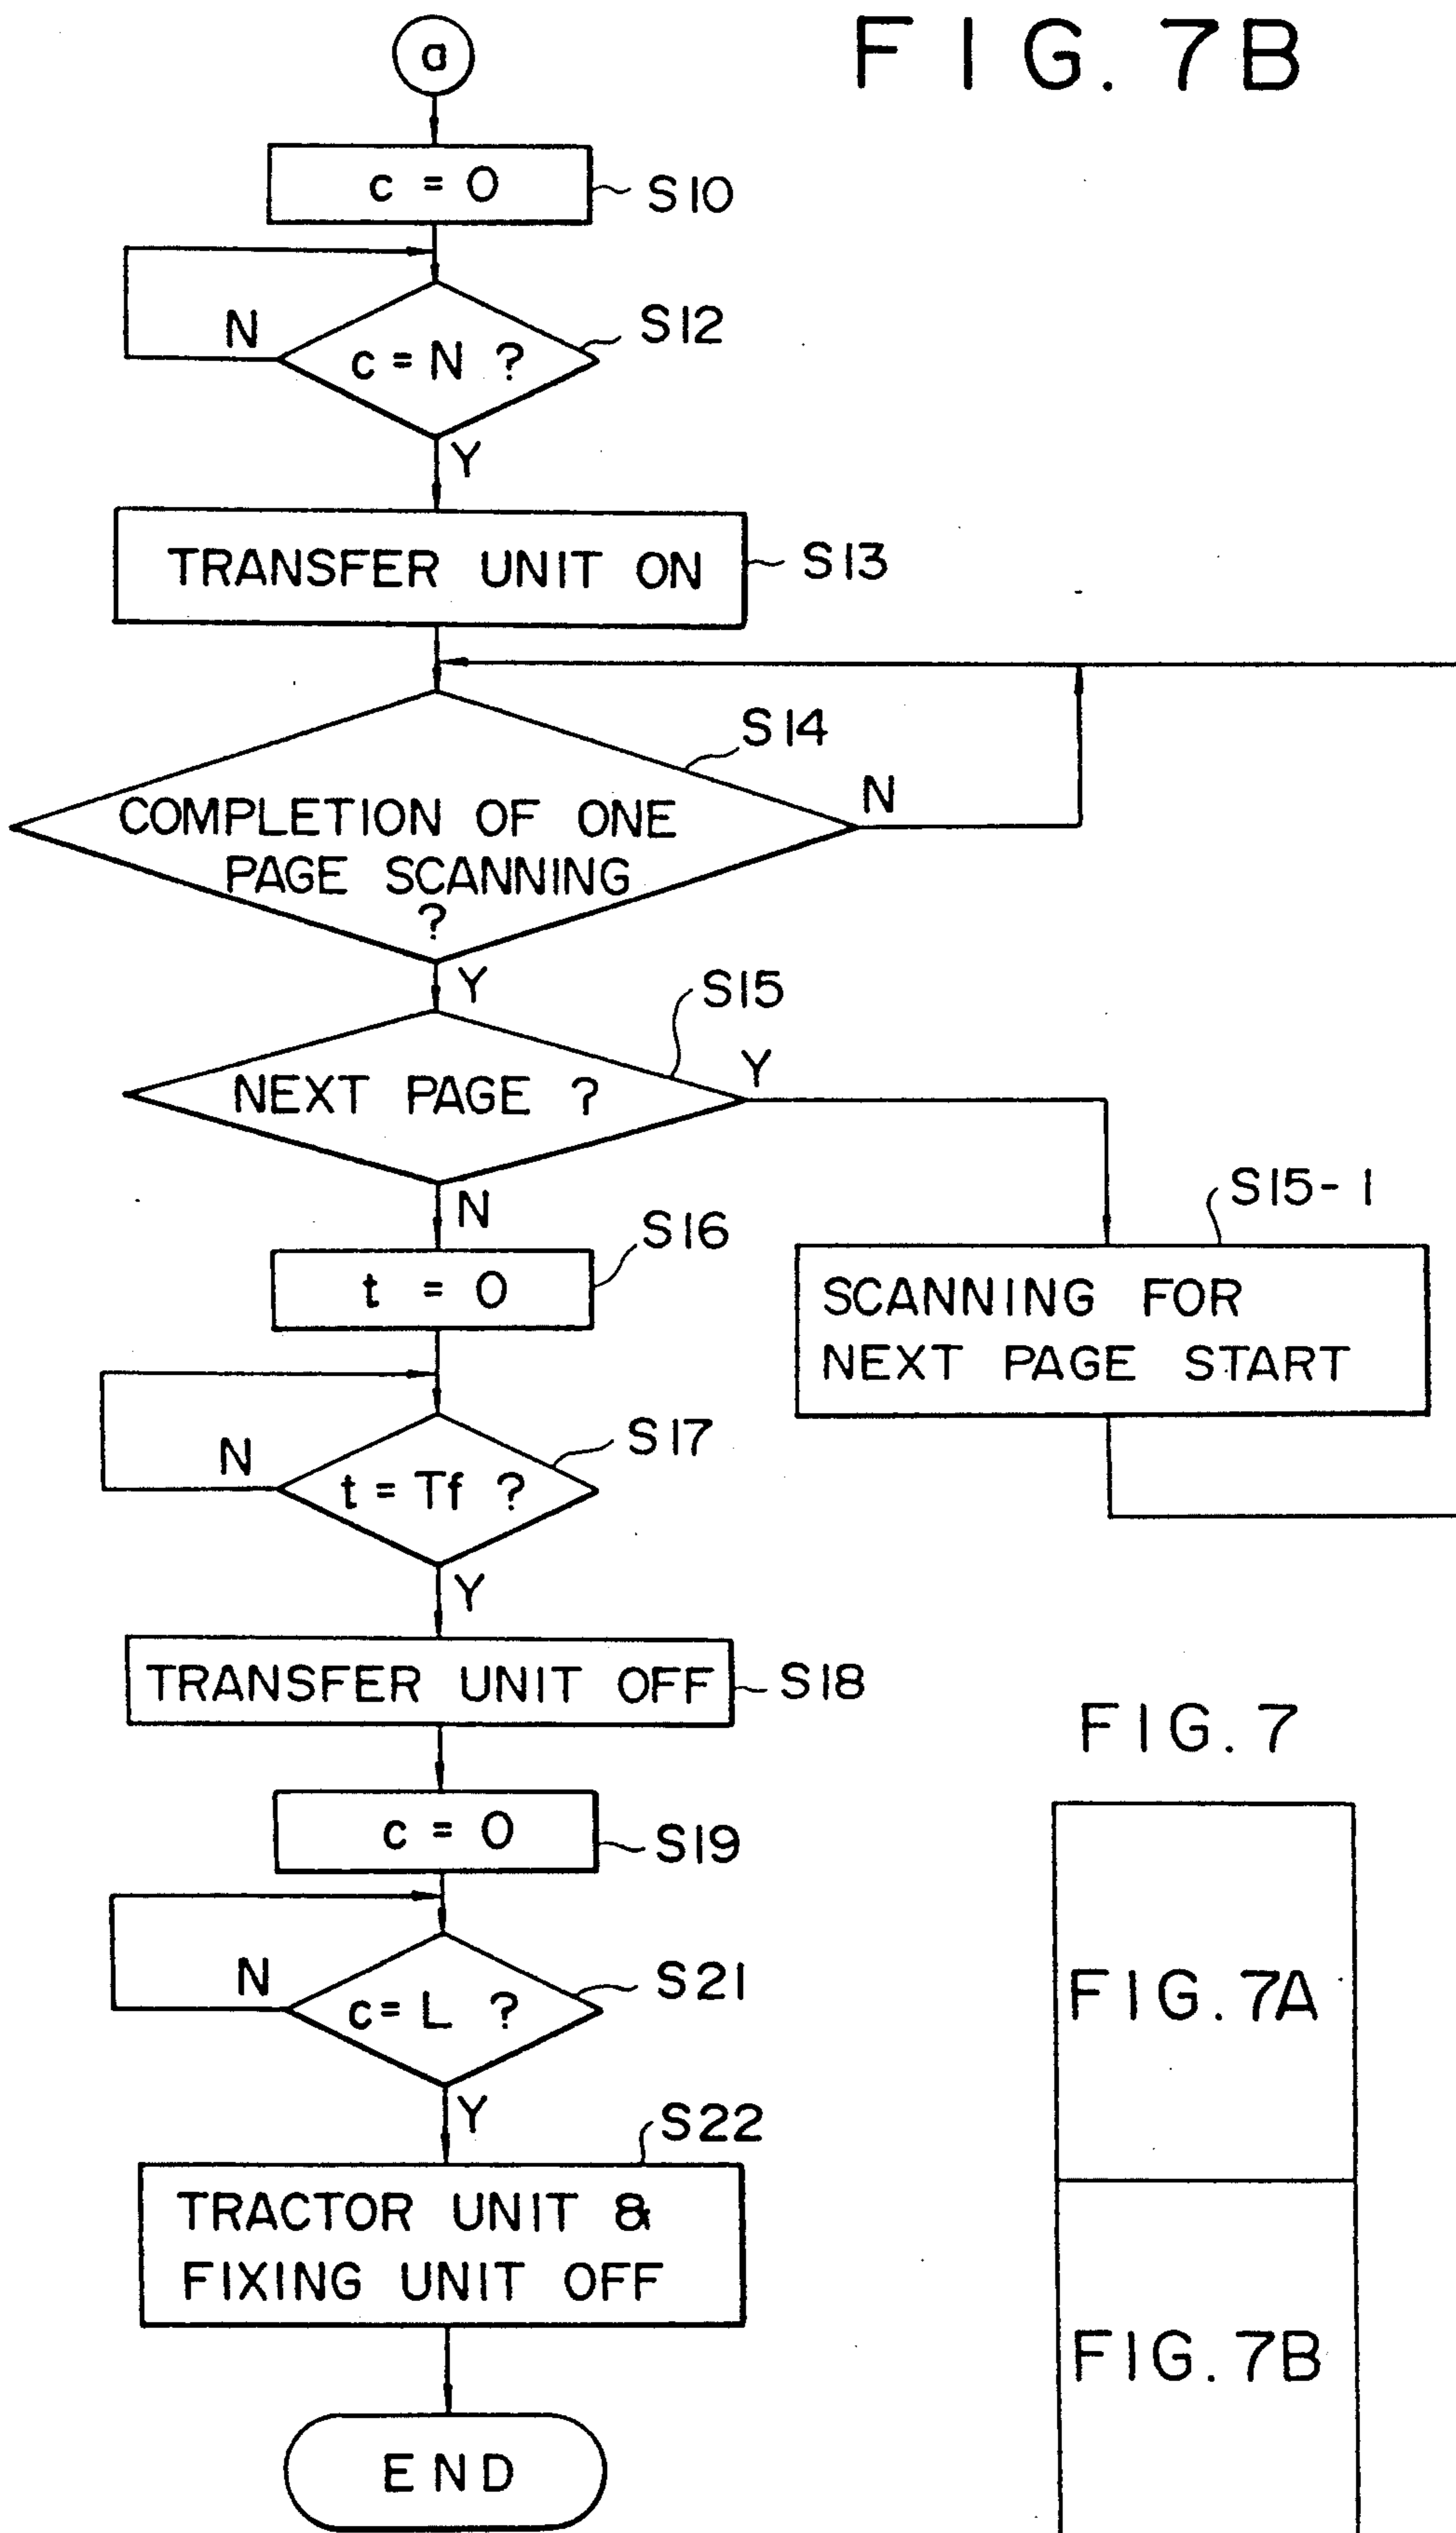 FIG. 7B
a
c = 0
S10
N
c = N ?
S12
Y
TRANSFER UNIT ON
S13
S14
N
COMPLETION OF ONE
PAGE SCANNING
?
Y
S15
NEXT PAGE ?
Y
N
S15-1
SCANNING FOR
NEXT PAGE START
S16
t = 0
N
t = Tf ?
S17
Y
TRANSFER UNIT OFF
S18
c = 0
S19
N
c = L ?
S21
Y
S22
TRACTOR UNIT &
FIXING UNIT OFF
END
FIG. 7
FIG. 7A
FIG. 7B